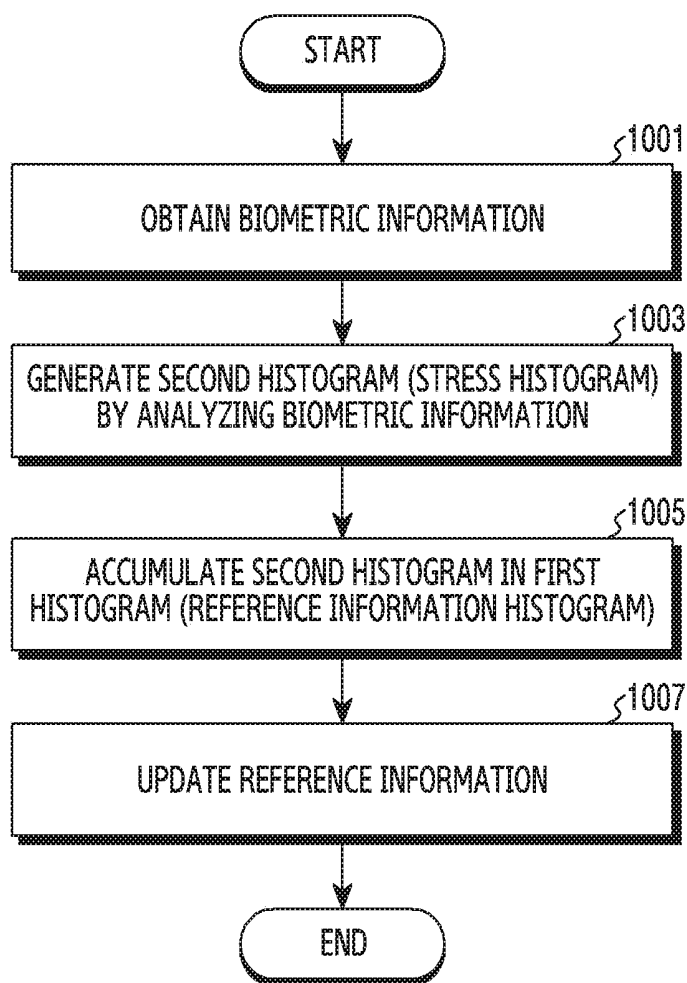 START
1001
OBTAIN BIOMETRIC INFORMATION
1003
GENERATE SECOND HISTOGRAM (STRESS HISTOGRAM)
BY ANALYZING BIOMETRIC INFORMATION
1005
ACCUMULATE SECOND HISTOGRAM IN FIRST
HISTOGRAM (REFERENCE INFORMATION HISTOGRAM)
1007
UPDATE REFERENCE INFORMATION
END